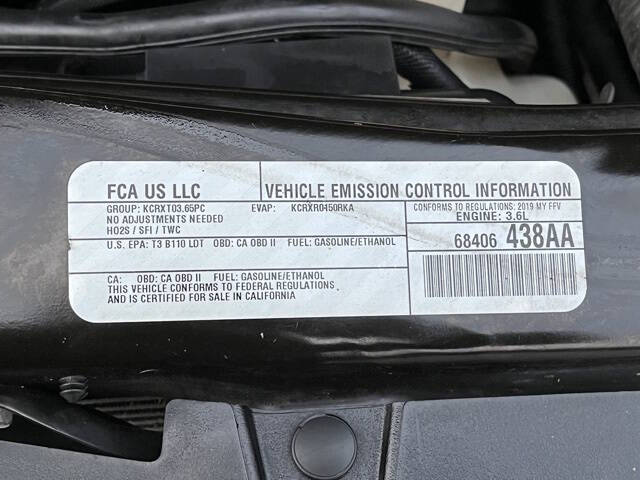 FCA US LLC
VEHICLE EMISSION CONTROL INFORMATION
GROUP: KCRXT03.65PC EVAP: KCRXR0450RKA
NO ADJUSTMENTS NEEDED
HO2S / SFI / TWC
CONFORMS TO REGULATIONS: 2019 MY FFV
ENGINE: 3.6L
U.S. EPA: T3 B110 LDT OBD: CA OBD II FUEL: GASOLINE/ETHANOL
68406 438AA
CA: OBD: CA OBD II FUEL: GASOLINE/ETHANOL
THIS VEHICLE CONFORMS TO FEDERAL REGULATIONS
AND IS CERTIFIED FOR SALE IN CALIFORNIA